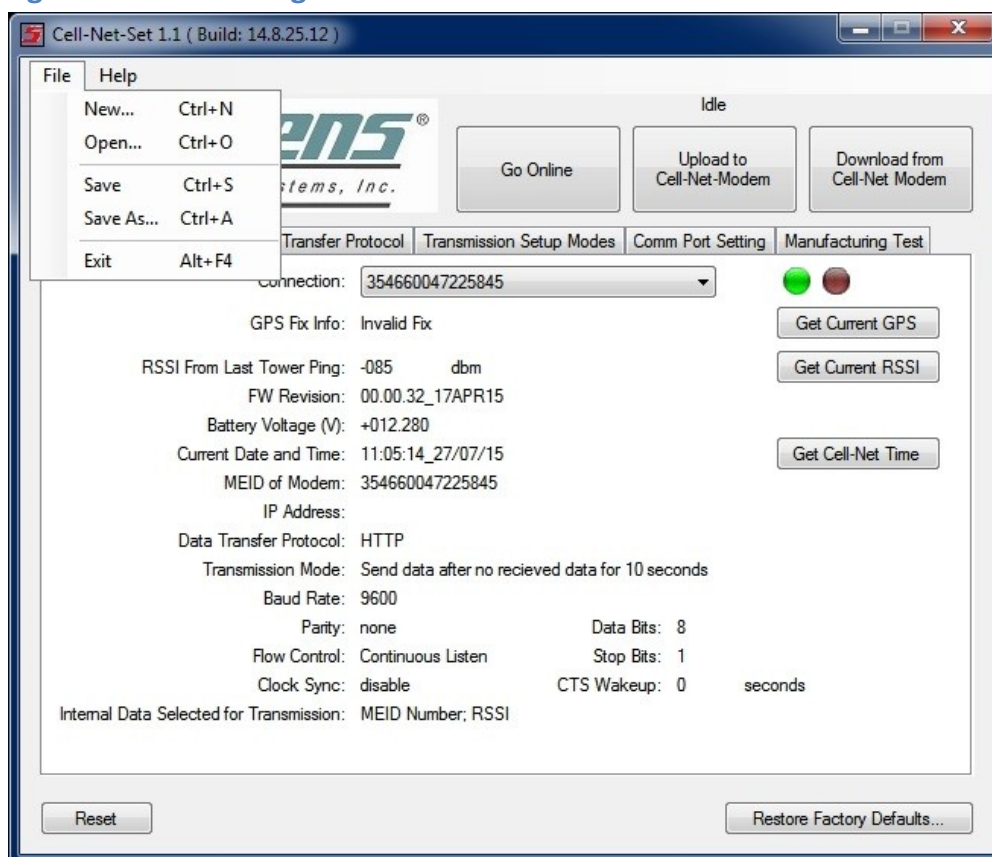 Cell-Net-Set 1.1 ( Build: 14.8.25.12 )
File Help
New... Ctrl+N
Open... Ctrl+O
Save Ctrl+S
Save As... Ctrl+A
Exit Alt+F4
ens®
stems, Inc.
Idle
Go Online
Upload to
Cell-Net-Modem
Download from
Cell-Net Modem
Transfer Protocol Transmission Setup Modes Comm Port Setting Manufacturing Test
Connection: 354660047225845
GPS Fix Info: Invalid Fix Get Current GPS
RSSI From Last Tower Ping: -085 dbm Get Current RSSI
FW Revision: 00.00.32_17APR15
Battery Voltage (V): +012.280
Current Date and Time: 11:05:14_27/07/15 Get Cell-Net Time
MEID of Modem: 354660047225845
IP Address:
Data Transfer Protocol: HTTP
Transmission Mode: Send data after no recieved data for 10 seconds
Baud Rate: 9600
Parity: none Data Bits: 8
Flow Control: Continuous Listen Stop Bits: 1
Clock Sync: disable CTS Wakeup: 0 seconds
Internal Data Selected for Transmission: MEID Number; RSSI
Reset Restore Factory Defaults...